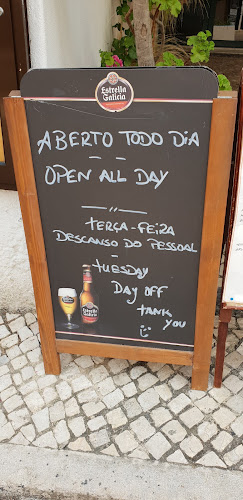 Estrella
Galicia
ABERTO TODO DIA
OPEN ALL DAY
TERÇA-FEIRA
DESCANSO DO PESSOAL
TUESDAY
DAY OFF
TANK
YOU